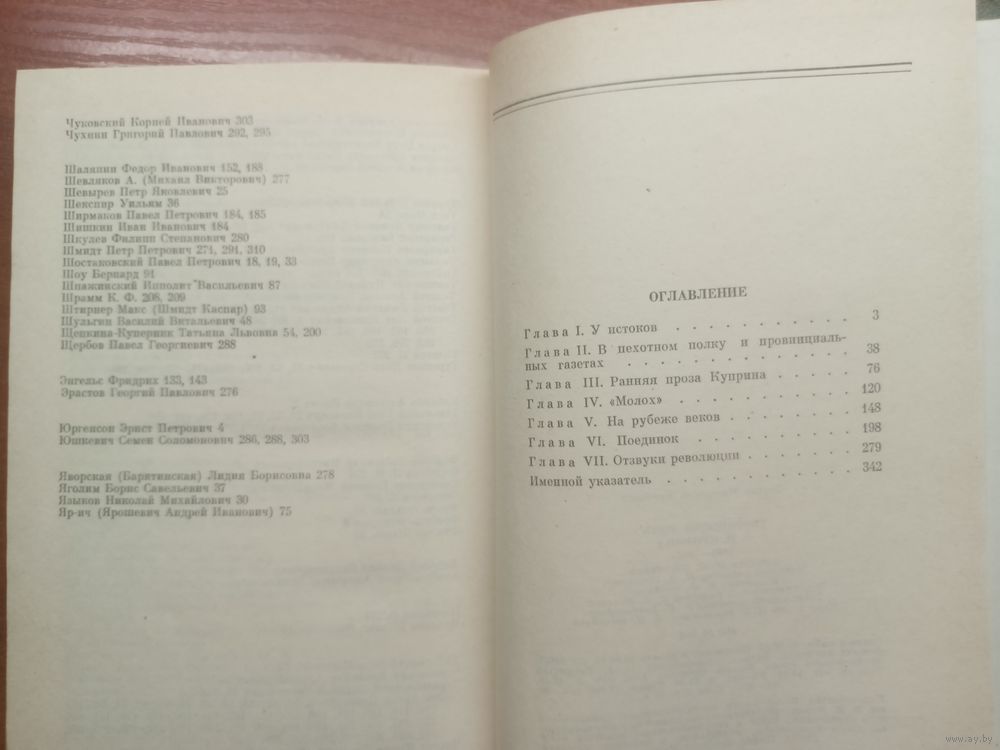 Чуковский Корней Иванович 303
Чухнин Григорий Павлович 292, 295
Шаляпин Федор Иванович 152, 188
Шевляков А. (Михаил Викторович) 277
Шевырев Петр Яковлевич 25
Шекспир Уильям 36
Ширмаков Павел Петрович 184, 185
Шишкин Иван Иванович 184
Шкулев Филипп Степанович 280
Шмидт Петр Петрович 271, 291, 310
Шостаковский Павел Петрович 18, 19, 33
Шоу Бернард 91
Шпажинский Ипполит Васильевич 87
Шрамм К. Ф. 208, 209
Штирнер Макс (Шмидт Каспар) 93
Шульгин Василий Витальевич 48
Щепкина-Куперник Татьяна Львовна 54, 200
Щербов Павел Георгиевич 288
Энгельс Фридрих 133, 143
Эрастов Георгий Павлович 276
Юргенсон Эрнст Петрович 4
Юшкевич Семен Соломонович 286, 288, 303
Яворская (Барятинская) Лидия Борисовна 278
Яголим Борис Савельевич 37
Языков Николай Михайлович 30
Яр-ич (Ярошевич Андрей Иванович) 75
ОГЛАВЛЕНИЕ
Глава I. У истоков . . . . . . . . . . 3
Глава II. В пехотном полку и провинциаль-
ных газетах . . . . . . . . . . . 38
Глава III. Ранняя проза Куприна . . . . . 76
Глава IV. «Молох» . . . . . . . . . . 120
Глава V. На рубеже веков . . . . . . . 148
Глава VI. Поединок . . . . . . . . . 198
Глава VII. Отзвуки революции . . . . . . 279
Именной указатель . . . . . . . . . . 342
www.ay.by